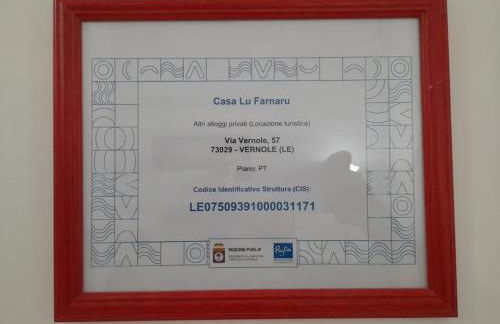 Casa Lu Farnaru
Altri alloggi privati (Locazione turistica)
Via Vernole, 57
73029 - VERNOLE (LE)
Piano: PT
Codice Identificativo Struttura (CIS):
LE07509391000031171
REGIONE PUGLIA